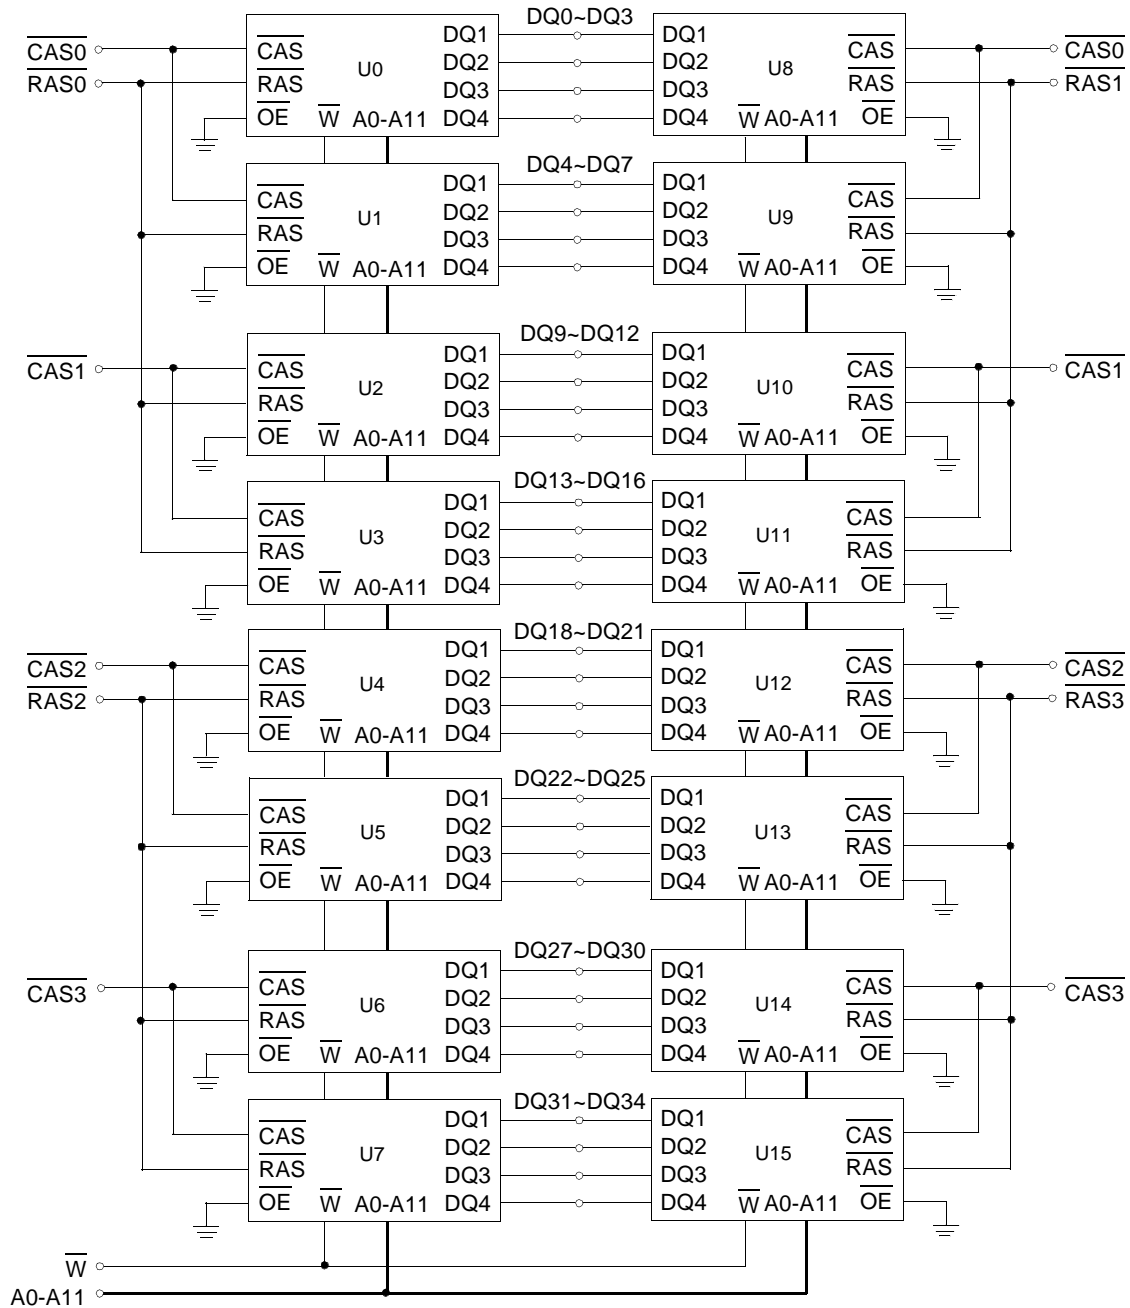 CAS0
RAS0
CAS RAS OE W A0-A11 U0 DQ1 DQ2 DQ3 DQ4
DQ0~DQ3
DQ1 DQ2 DQ3 DQ4 U8 W A0-A11 CAS RAS OE
CAS0
RAS1
CAS RAS OE W A0-A11 U1 DQ1 DQ2 DQ3 DQ4
DQ4~DQ7
DQ1 DQ2 DQ3 DQ4 U9 W A0-A11 CAS RAS OE
CAS1
CAS RAS OE W A0-A11 U2 DQ1 DQ2 DQ3 DQ4
DQ9~DQ12
DQ1 DQ2 DQ3 DQ4 U10 W A0-A11 CAS RAS OE
CAS1
CAS RAS OE W A0-A11 U3 DQ1 DQ2 DQ3 DQ4
DQ13~DQ16
DQ1 DQ2 DQ3 DQ4 U11 W A0-A11 CAS RAS OE
CAS2
RAS2
CAS RAS OE W A0-A11 U4 DQ1 DQ2 DQ3 DQ4
DQ18~DQ21
DQ1 DQ2 DQ3 DQ4 U12 W A0-A11 CAS RAS OE
CAS2
RAS3
CAS RAS OE W A0-A11 U5 DQ1 DQ2 DQ3 DQ4
DQ22~DQ25
DQ1 DQ2 DQ3 DQ4 U13 W A0-A11 CAS RAS OE
CAS3
CAS RAS OE W A0-A11 U6 DQ1 DQ2 DQ3 DQ4
DQ27~DQ30
DQ1 DQ2 DQ3 DQ4 U14 W A0-A11 CAS RAS OE
CAS3
CAS RAS OE W A0-A11 U7 DQ1 DQ2 DQ3 DQ4
DQ31~DQ34
DQ1 DQ2 DQ3 DQ4 U15 W A0-A11 CAS RAS OE
W
A0-A11